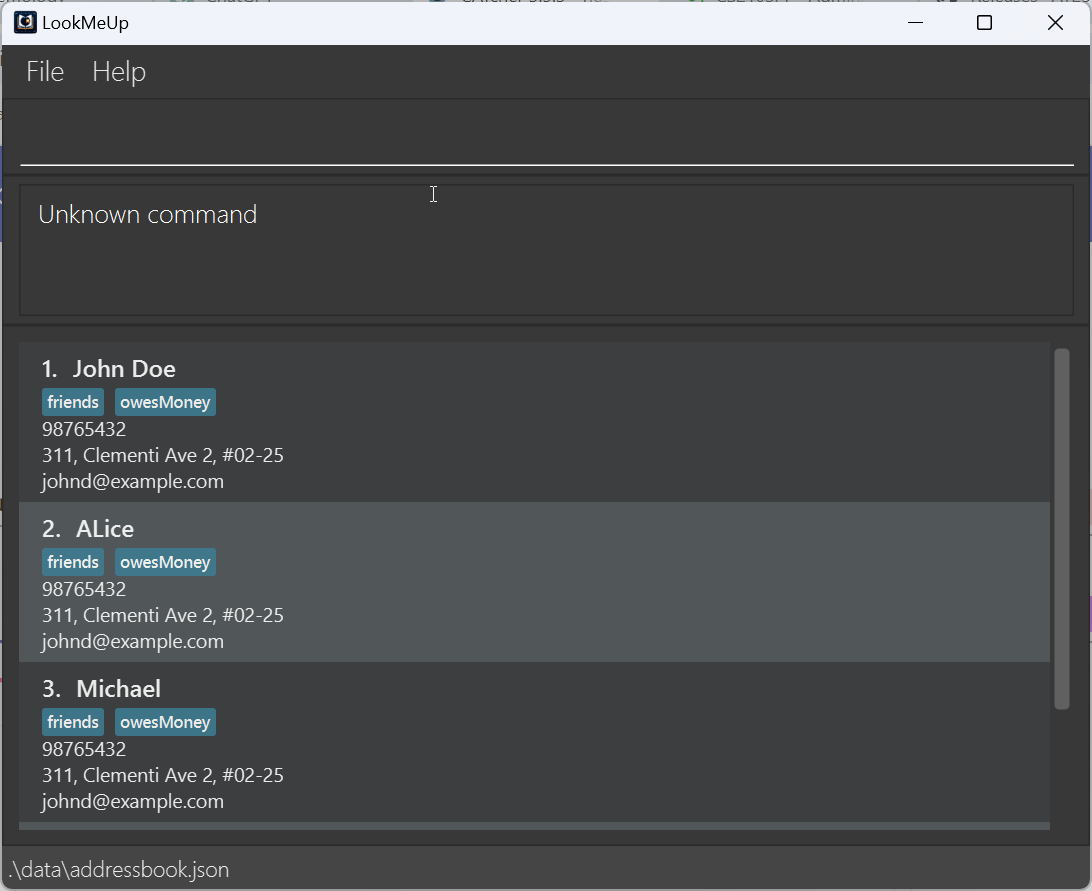 LookMeUp
File Help
Unknown command
1. John Doe
friends owesMoney
98765432
311, Clementi Ave 2, #02-25
johnd@example.com
2. ALice
friends owesMoney
98765432
311, Clementi Ave 2, #02-25
johnd@example.com
3. Michael
friends owesMoney
98765432
311, Clementi Ave 2, #02-25
johnd@example.com
.\data\addressbook.json